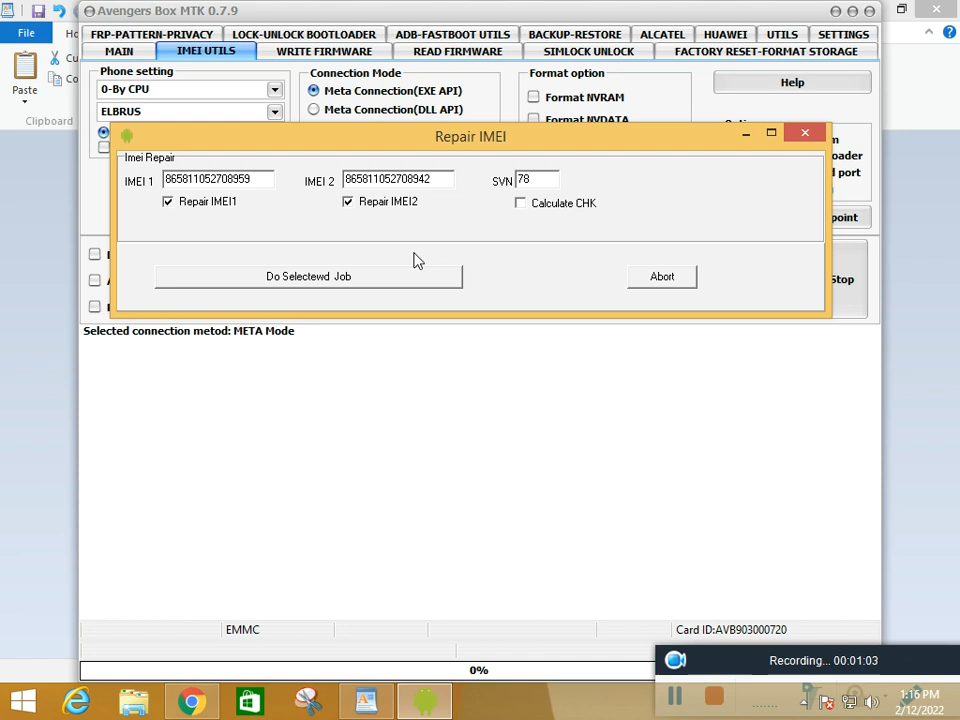 Avengers Box MTK 0.7.9
File
FRP-PATTERN-PRIVACY LOCK-UNLOCK BOOTLOADER ADB-FASTBOOT UTILS BACKUP-RESTORE ALCATEL HUAWEI UTILS SETTINGS
MAIN IMEI UTILS WRITE FIRMWARE READ FIRMWARE SIMLOCK UNLOCK FACTORY RESET-FORMAT STORAGE
Phone setting Connection Mode Format option
0-By CPU Meta Connection(EXE API) Format NVRAM Help
Paste
ELBRUS Meta Connection(DLL API) Format NVDATA
Clipboard
Repair IMEI
Imei Repair
IMEI 1 865811052708959 IMEI 2 865811052708942 SVN 78
Repair IMEI1 Repair IMEI2 Calculate CHK
Do Selectewd Job Abort
Stop
Selected connection metod: META Mode
EMMC Card ID:AVB903000720
0%
Recording... 00:01:03
1:16 PM
2/12/2022